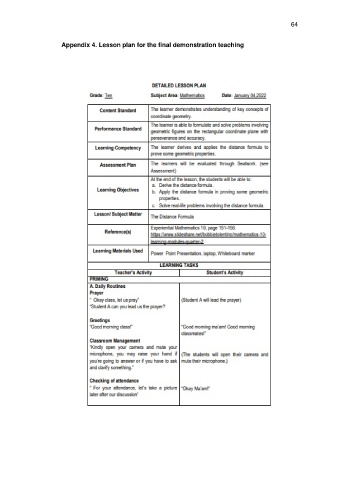 64
Appendix 4. Lesson plan for the final demonstration teaching
DETAILED LESSON PLAN
Grade: Ten Subject Area: Mathematics Date: January 04,2022
Content Standard
The learner demonstrates understanding of key concepts of
coordinate geometry.
Performance Standard
The learner is able to formulate and solve problems involving
geometric figures on the rectangular coordinate plane with
perseverance and accuracy.
Learning Competency
The learner derives and applies the distance formula to
prove some geometric properties.
Assessment Plan
The learners will be evaluated through Seatwork. (see
Assessment)
Learning Objectives
At the end of the lesson, the students will be able to:
a. Derive the distance formula.
b. Apply the distance formula in proving some geometric
properties.
c. Solve real-life problems involving the distance formula.
Lesson/ Subject Matter
The Distance Formula
Reference(s)
Experiential Mathematics 10, page 151-156.
https://www.slideshare.net/bobbietolentino/mathematics-10-
learning-modules-quarter-2
Learning Materials Used
Power Point Presentation, laptop, Whiteboard marker
LEARNING TASKS
Teacher's Activity Student's Activity
PRIMING
A. Daily Routines
Prayer
" Okay class, let us pray"
"Student A can you lead us the prayer?
(Student A will lead the prayer)
Greetings
"Good morning class!"
"Good morning ma'am! Good morning
classmates!"
Classroom Management
"Kindly open your camera and mute your
microphone, you may raise your hand if
you're going to answer or if you have to ask
and clarify something."
(The students will open their camera and
mute their microphone.)
Checking of attendance
" For your attendance, let's take a picture
later after our discussion"
"Okay Ma'am!"